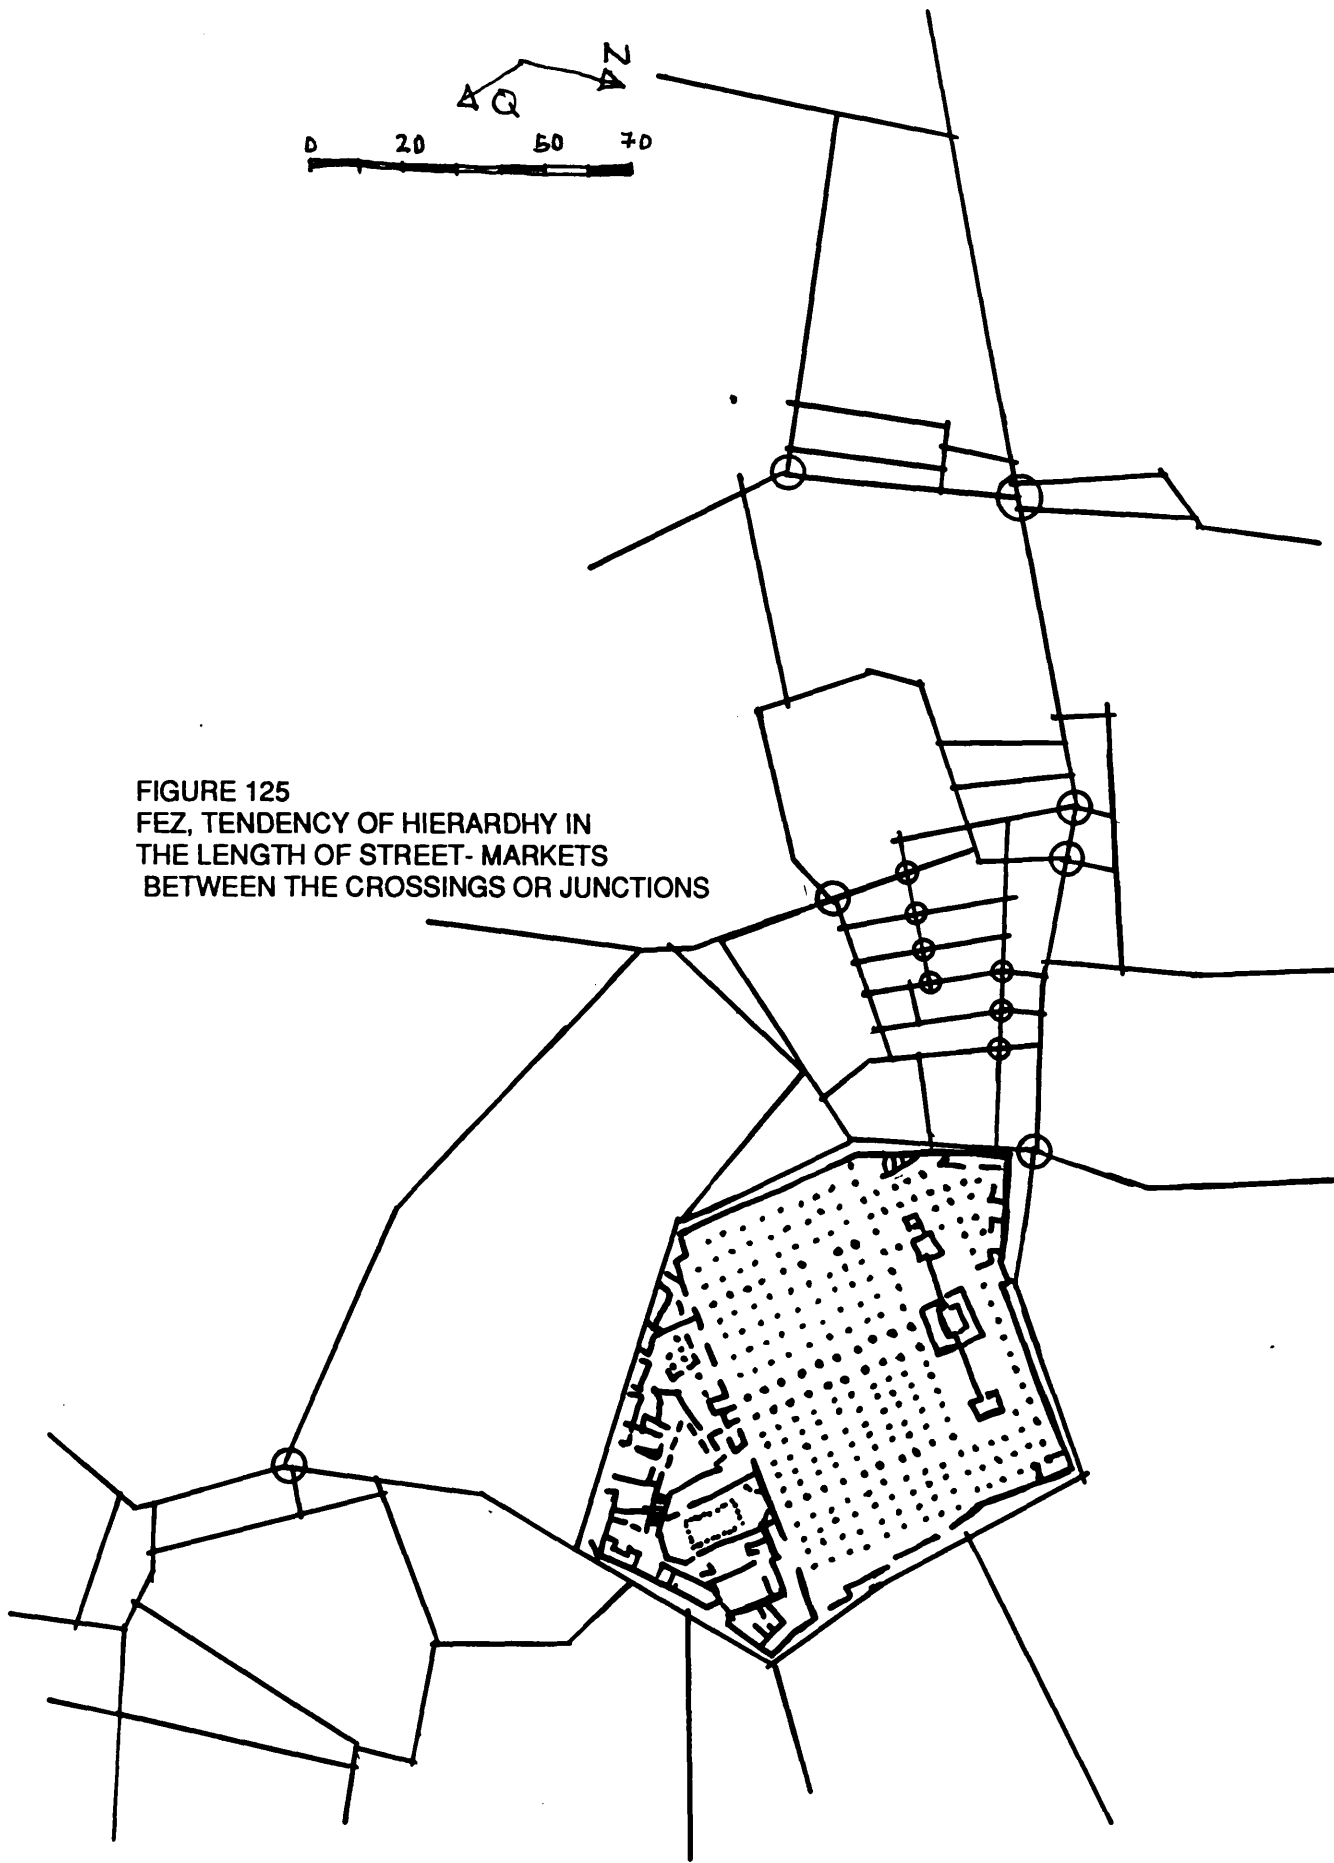 N
Q
0 20 50 70
FIGURE 125
FEZ, TENDENCY OF HIERARDHY IN
THE LENGTH OF STREET- MARKETS
BETWEEN THE CROSSINGS OR JUNCTIONS